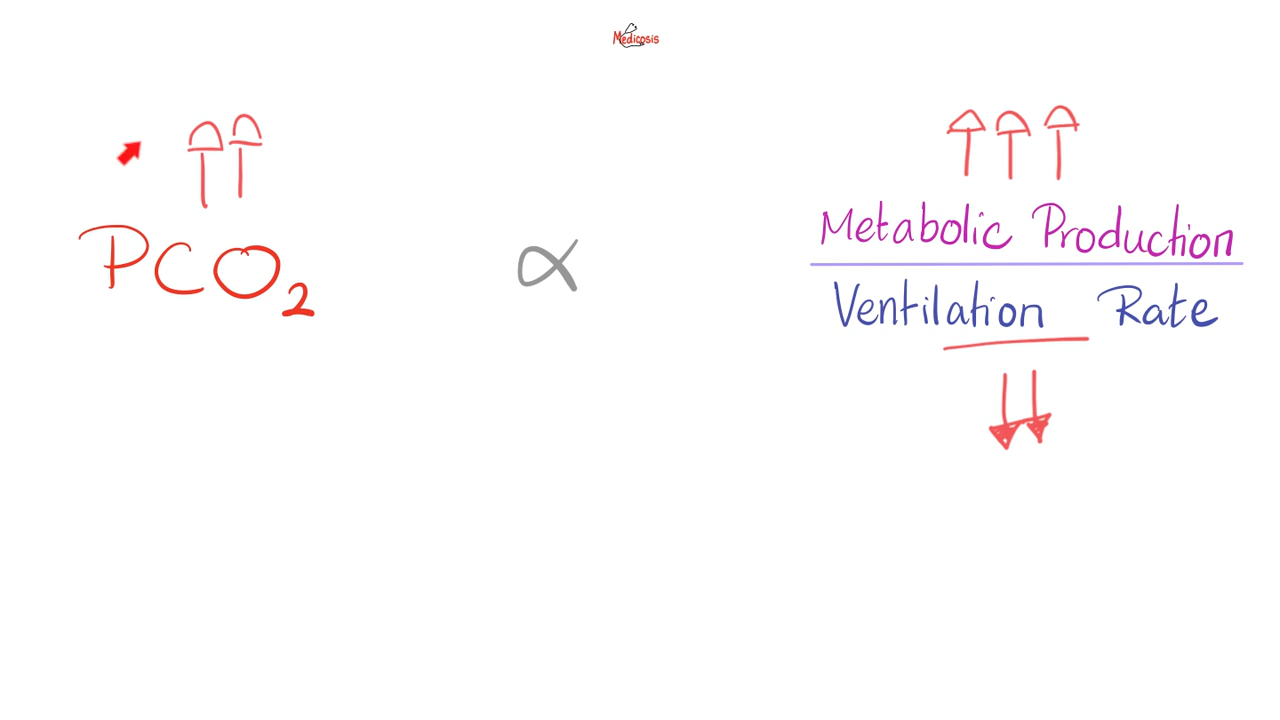 Medicosis
PCO₂ ∝ Metabolic Production
Ventilation Rate